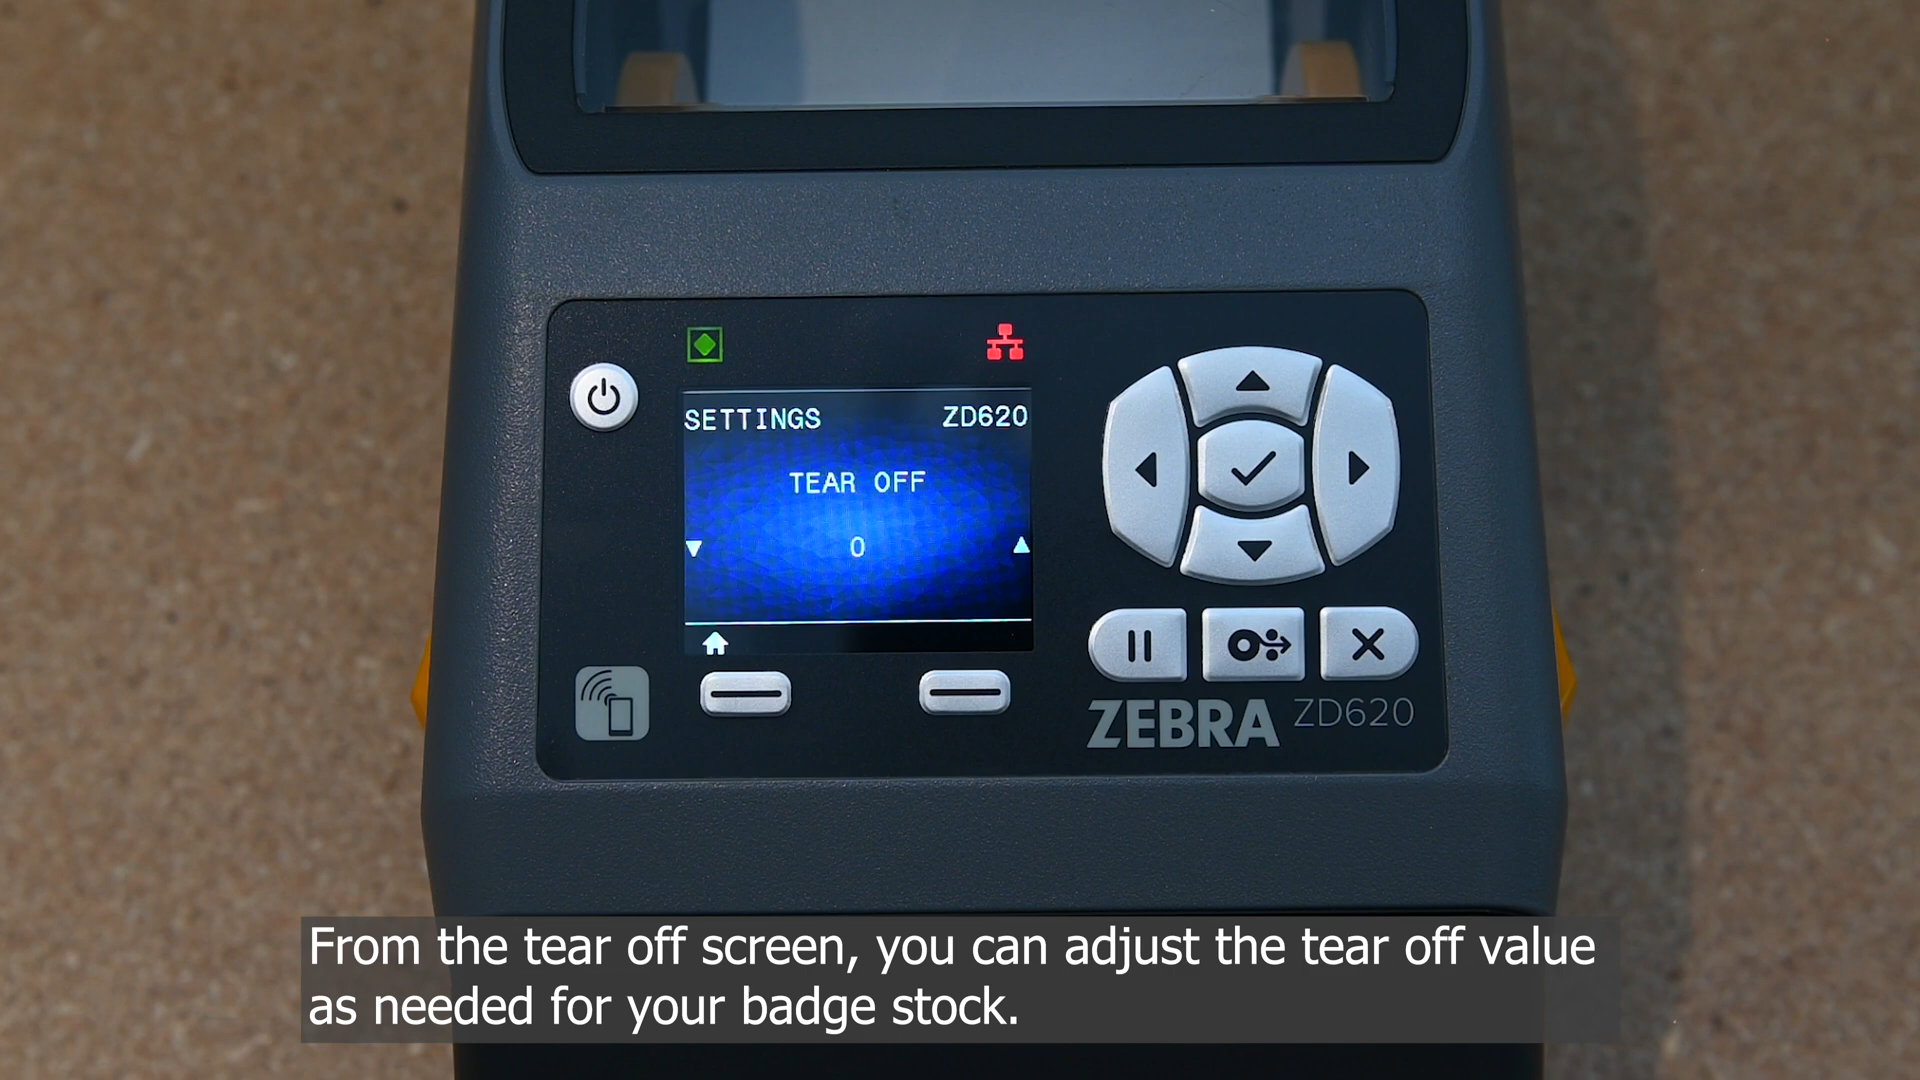 SETTINGS ZD620
TEAR OFF
0
ZEBRA ZD620
From the tear off screen, you can adjust the tear off value
as needed for your badge stock.